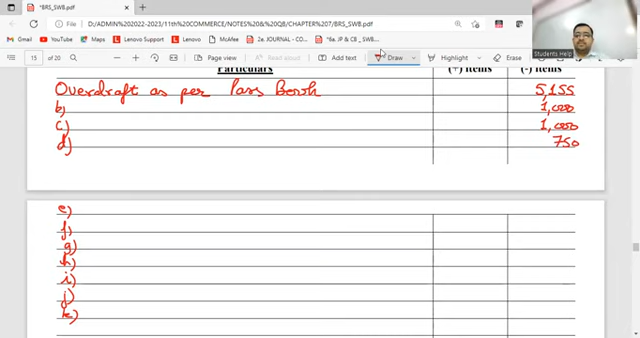 *BRS_SWB.pdf
File
D:/ADMIN%202022-2023/11th%20COMMERCE/NOTES%20&%20QB/CHAPTER%207/BRS_SWB.pdf
Gmail YouTube Maps Lenovo Support Lenovo McAfee 2e. JOURNAL - CO... *6a. JP & CB _ SWB...
15 of 20 Page view Read aloud Add text Draw Highlight Erase
Students Help
Particulars (+) Items (-) Items
Overdraft as per Pass Book 5,155
b) 1,000
c) 1,000
d) 750
e)
f)
g)
h)
i)
j)
k)